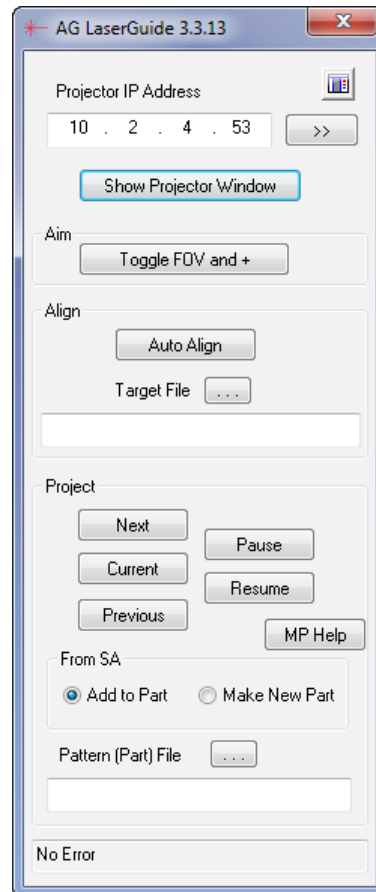 AG LaserGuide 3.3.13
Projector IP Address
10 . 2 . 4 . 53
>>
Show Projector Window
Aim
Toggle FOV and +
Align
Auto Align
Target File ...
Project
Next
Pause
Current
Resume
Previous
MP Help
From SA
Add to Part Make New Part
Pattern (Part) File ...
No Error